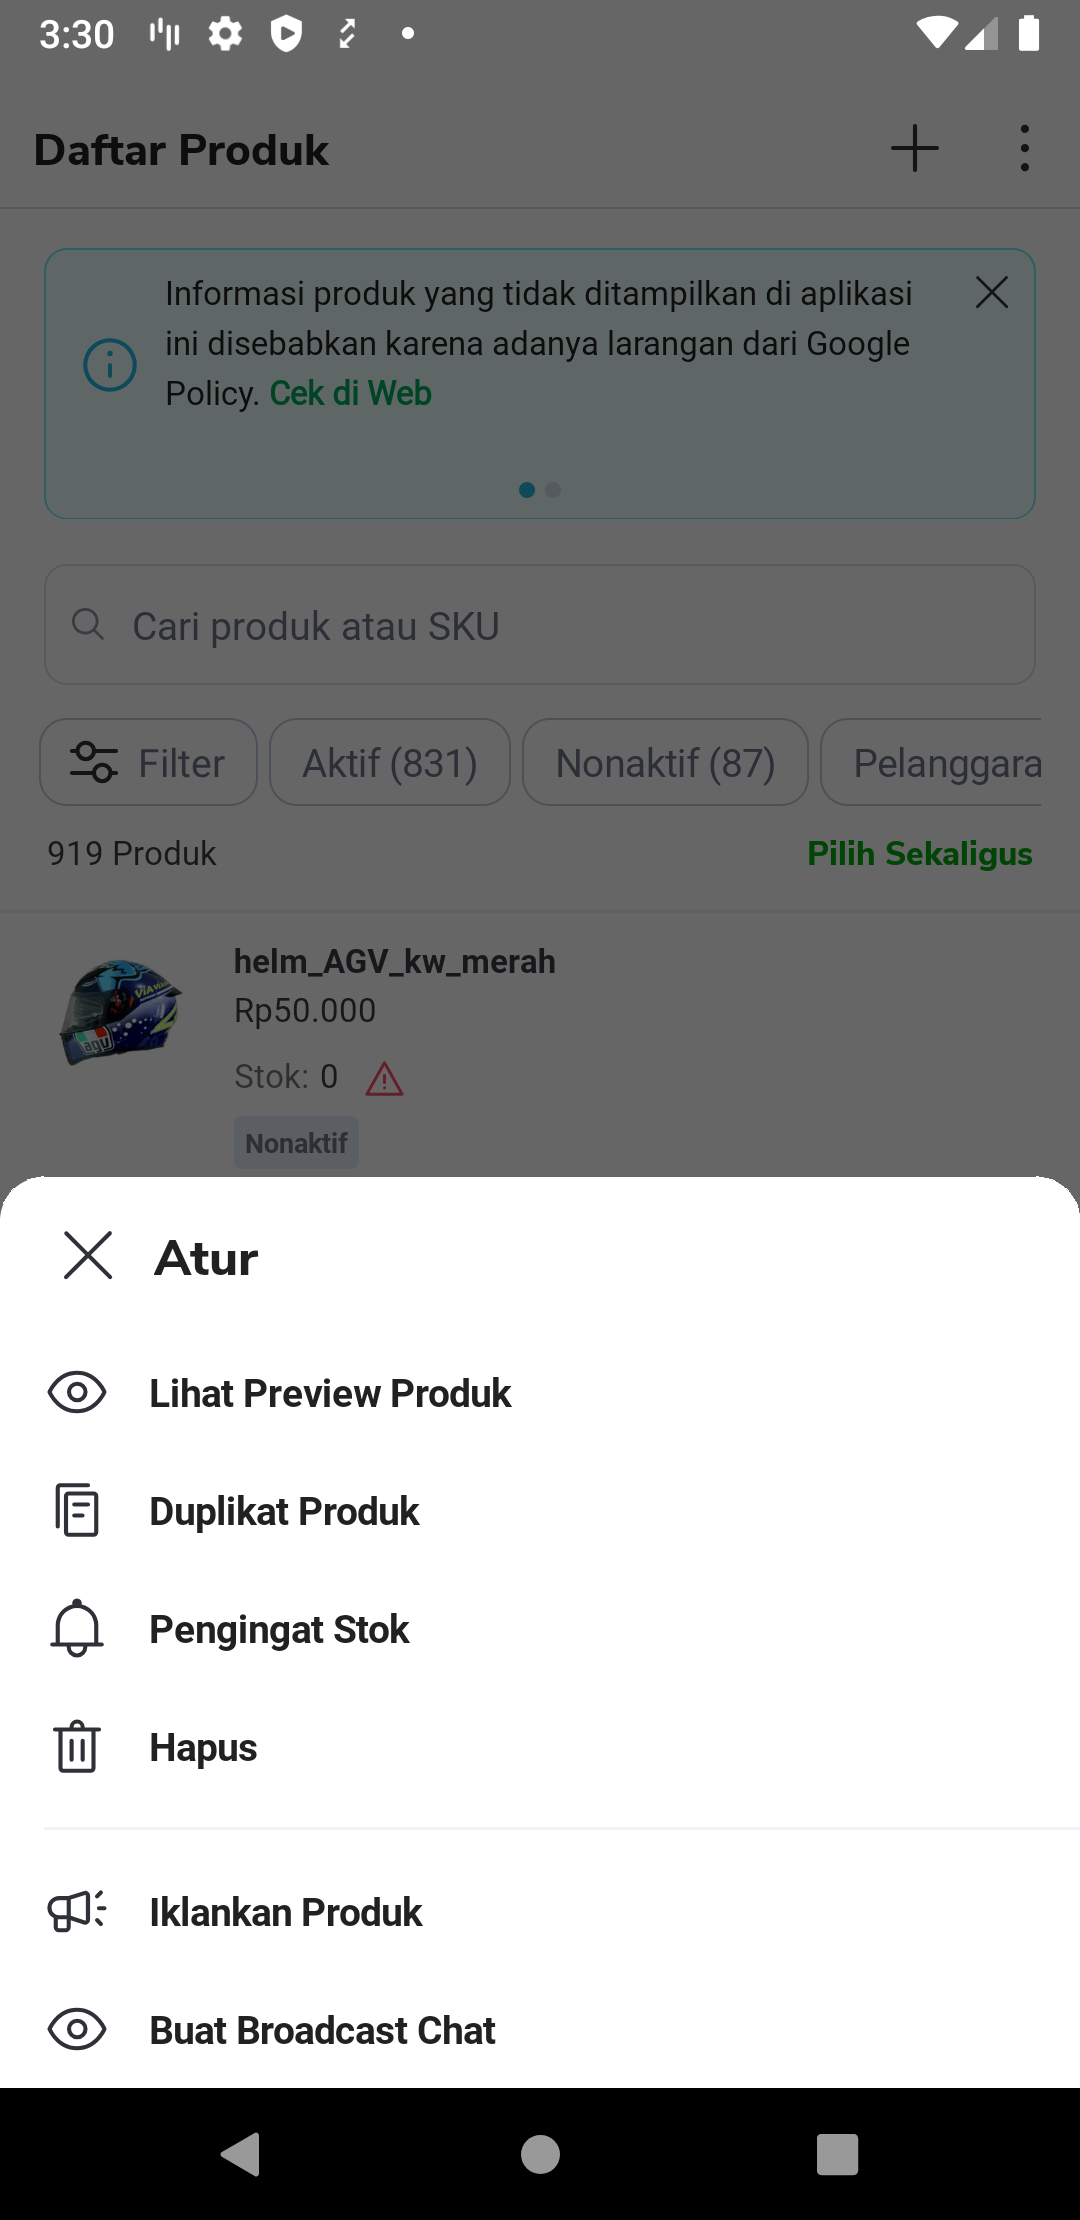 3:30
Daftar Produk
Informasi produk yang tidak ditampilkan di aplikasi
ini disebabkan karena adanya larangan dari Google
Policy. Cek di Web
Cari produk atau SKU
Filter
Aktif (831)
Nonaktif (87)
Pelanggara
919 Produk
Pilih Sekaligus
helm_AGV_kw_merah
Rp50.000
Stok: 0
Nonaktif
agv
Atur
Lihat Preview Produk
Duplikat Produk
Pengingat Stok
Hapus
Iklankan Produk
Buat Broadcast Chat